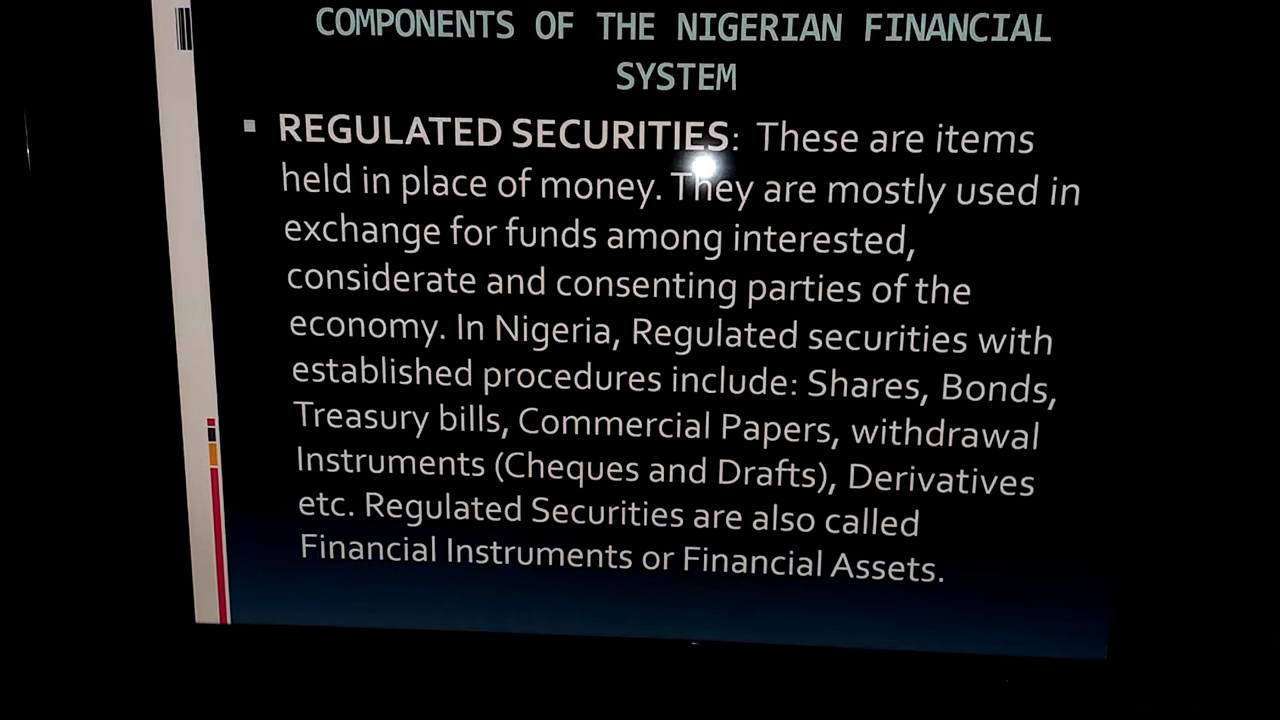 COMPONENTS OF THE NIGERIAN FINANCIAL
SYSTEM
REGULATED SECURITIES: These are items
held in place of money. They are mostly used in
exchange for funds among interested,
considerate and consenting parties of the
economy. In Nigeria, Regulated securities with
established procedures include: Shares, Bonds,
Treasury bills, Commercial Papers, withdrawal
Instruments (Cheques and Drafts), Derivatives
etc. Regulated Securities are also called
Financial Instruments or Financial Assets.